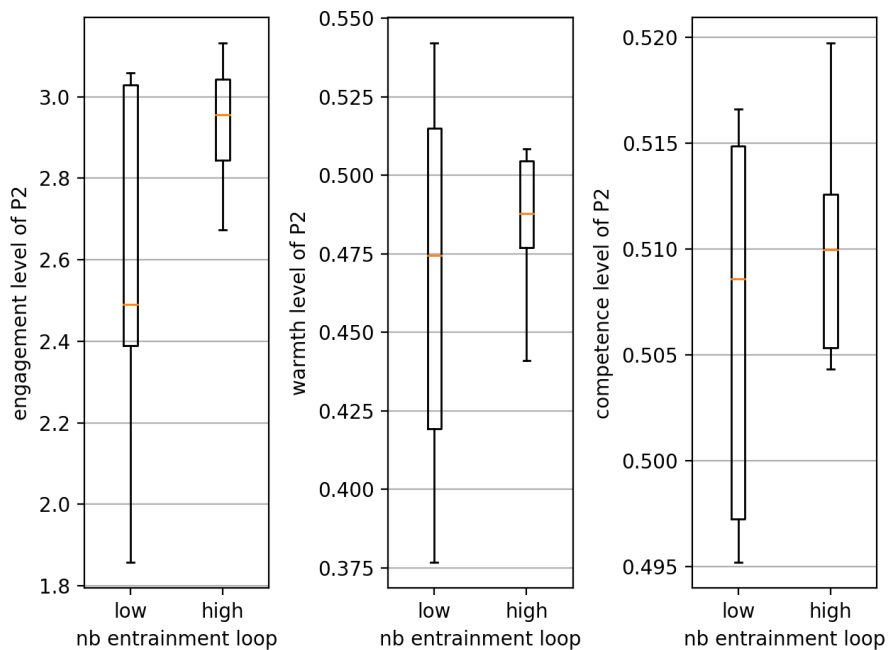 engagement level of P2
3.0
2.8
2.6
2.4
2.2
2.0
1.8
low high
nb entrainment loop
warmth level of P2
0.550
0.525
0.500
0.475
0.450
0.425
0.400
0.375
low high
nb entrainment loop
competence level of P2
0.520
0.515
0.510
0.505
0.500
0.495
low high
nb entrainment loop